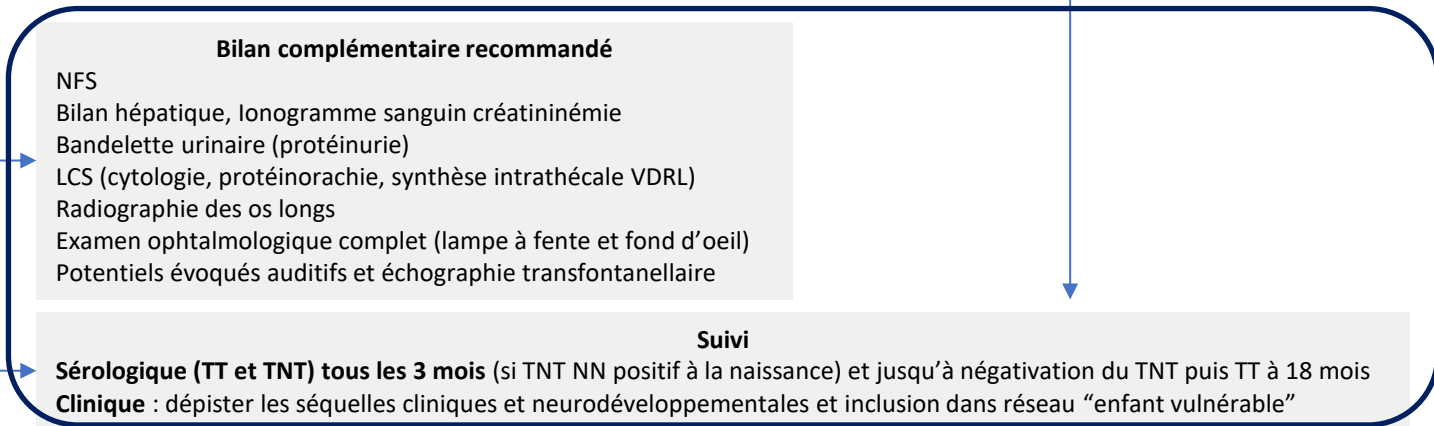 Bilan complémentaire recommandé
NFS
Bilan hépatique, Ionogramme sanguin créatininémie
Bandelette urinaire (protéinurie)
LCS (cytologie, protéinorachie, synthèse intrathécale VDRL)
Radiographie des os longs
Examen ophtalmologique complet (lampe à fente et fond d'oeil)
Potentiels évoqués auditifs et échographie transfontanellaire
Suivi
Sérologique (TT et TNT) tous les 3 mois (si TNT NN positif à la naissance) et jusqu'à négativation du TNT puis TT à 18 mois
Clinique : dépister les séquelles cliniques et neurodéveloppementales et inclusion dans réseau "enfant vulnérable"